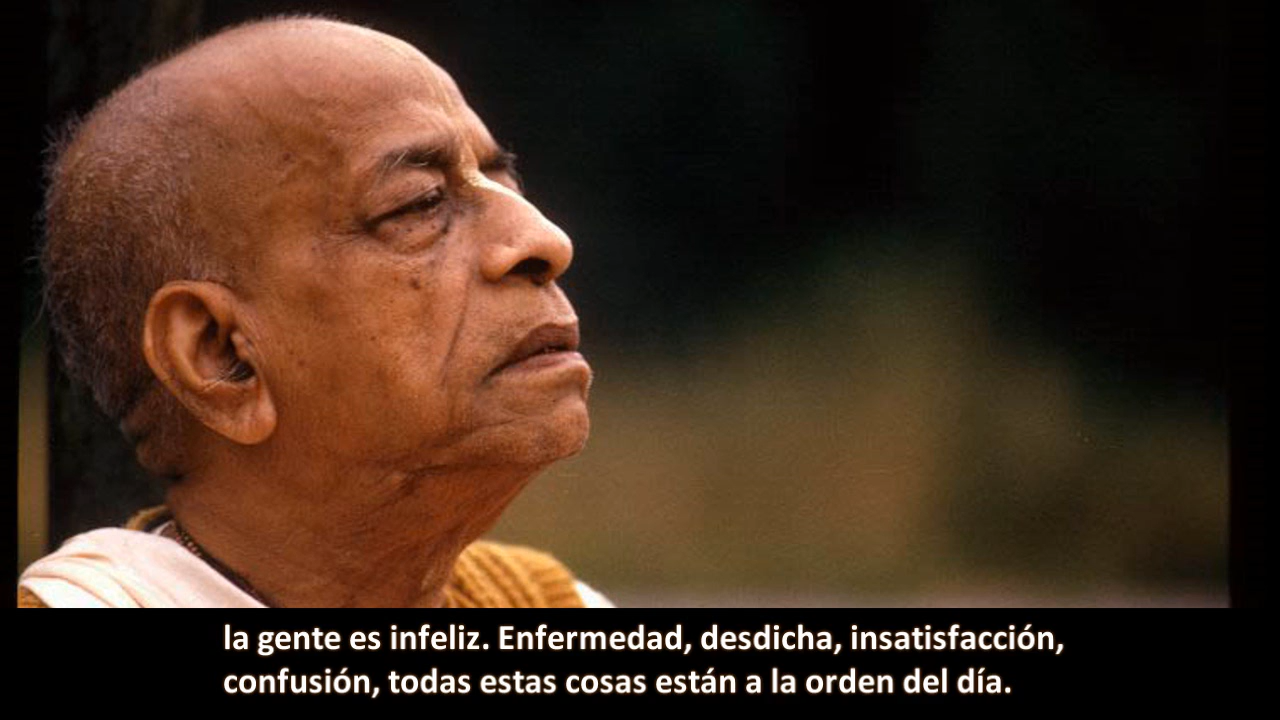 la gente es infeliz. Enfermedad, desdicha, insatisfacción,
confusión, todas estas cosas están a la orden del día.